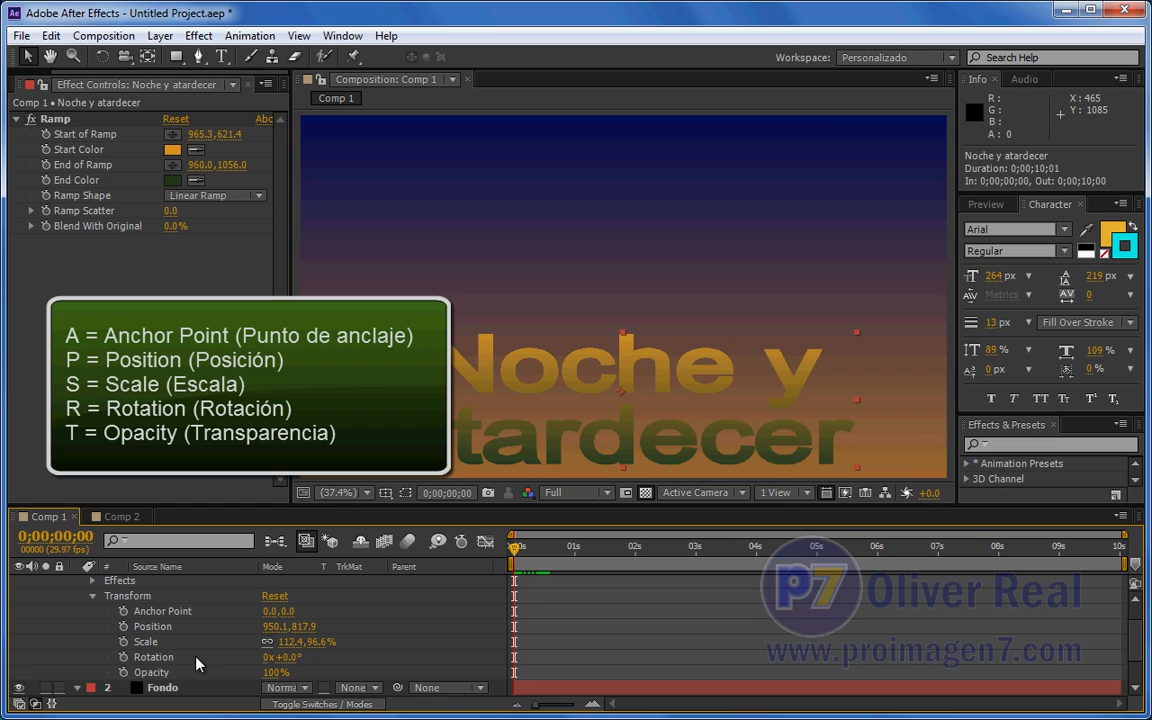 Adobe After Effects - Untitled Project.aep *
File Edit Composition Layer Effect Animation View Window Help
Workspace: Personalizado
Search Help
Effect Controls: Noche y atardecer
Comp 1 • Noche y atardecer
Ramp Reset Abc
Start of Ramp 965.3,621.4
Start Color
End of Ramp 960.0,1056.0
End Color
Ramp Shape Linear Ramp
Ramp Scatter 0.0
Blend With Original 0.0%
Composition: Comp 1
Comp 1
Noche y
tardecer
A = Anchor Point (Punto de anclaje)
P = Position (Posición)
S = Scale (Escala)
R = Rotation (Rotación)
T = Opacity (Transparencia)
(37.4%) 0;00;00;00 Full Active Camera 1 View +0.0
Info Audio
R: X: 465
G: Y: 1085
B:
A: 0
Noche y atardecer
Duration: 0;00;10;01
In: 0;00;00;00, Out: 0;00;10;00
Preview Character
Arial
Regular
264 px 219 px
Metrics 0
13 px Fill Over Stroke
89 % 109 %
0 px 0 %
T T TT Tт T¹ T₁
Effects & Presets
* Animation Presets
3D Channel
Comp 1 Comp 2
0;00;00;00
00000 (29.97 fps)
# Source Name Mode T TrkMat Parent
00s 01s 02s 03s 04s 05s 06s 07s 08s 09s 10s
Effects
Transform Reset
Anchor Point 0.0,0.0
Position 950.1,817.9
Scale 112.4,96.6%
Rotation 0x+0.0°
Opacity 100%
2 Fondo Norma None None
Toggle Switches / Modes
p7 Oliver Real
www.proimagen7.com